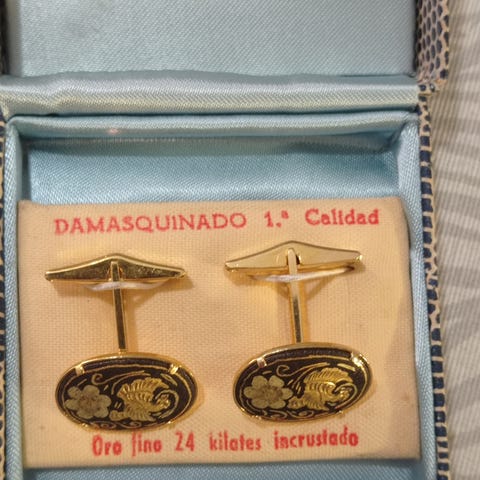 DAMASQUINADO 1.ª Calidad
Oro fino 24 kilates incrustado